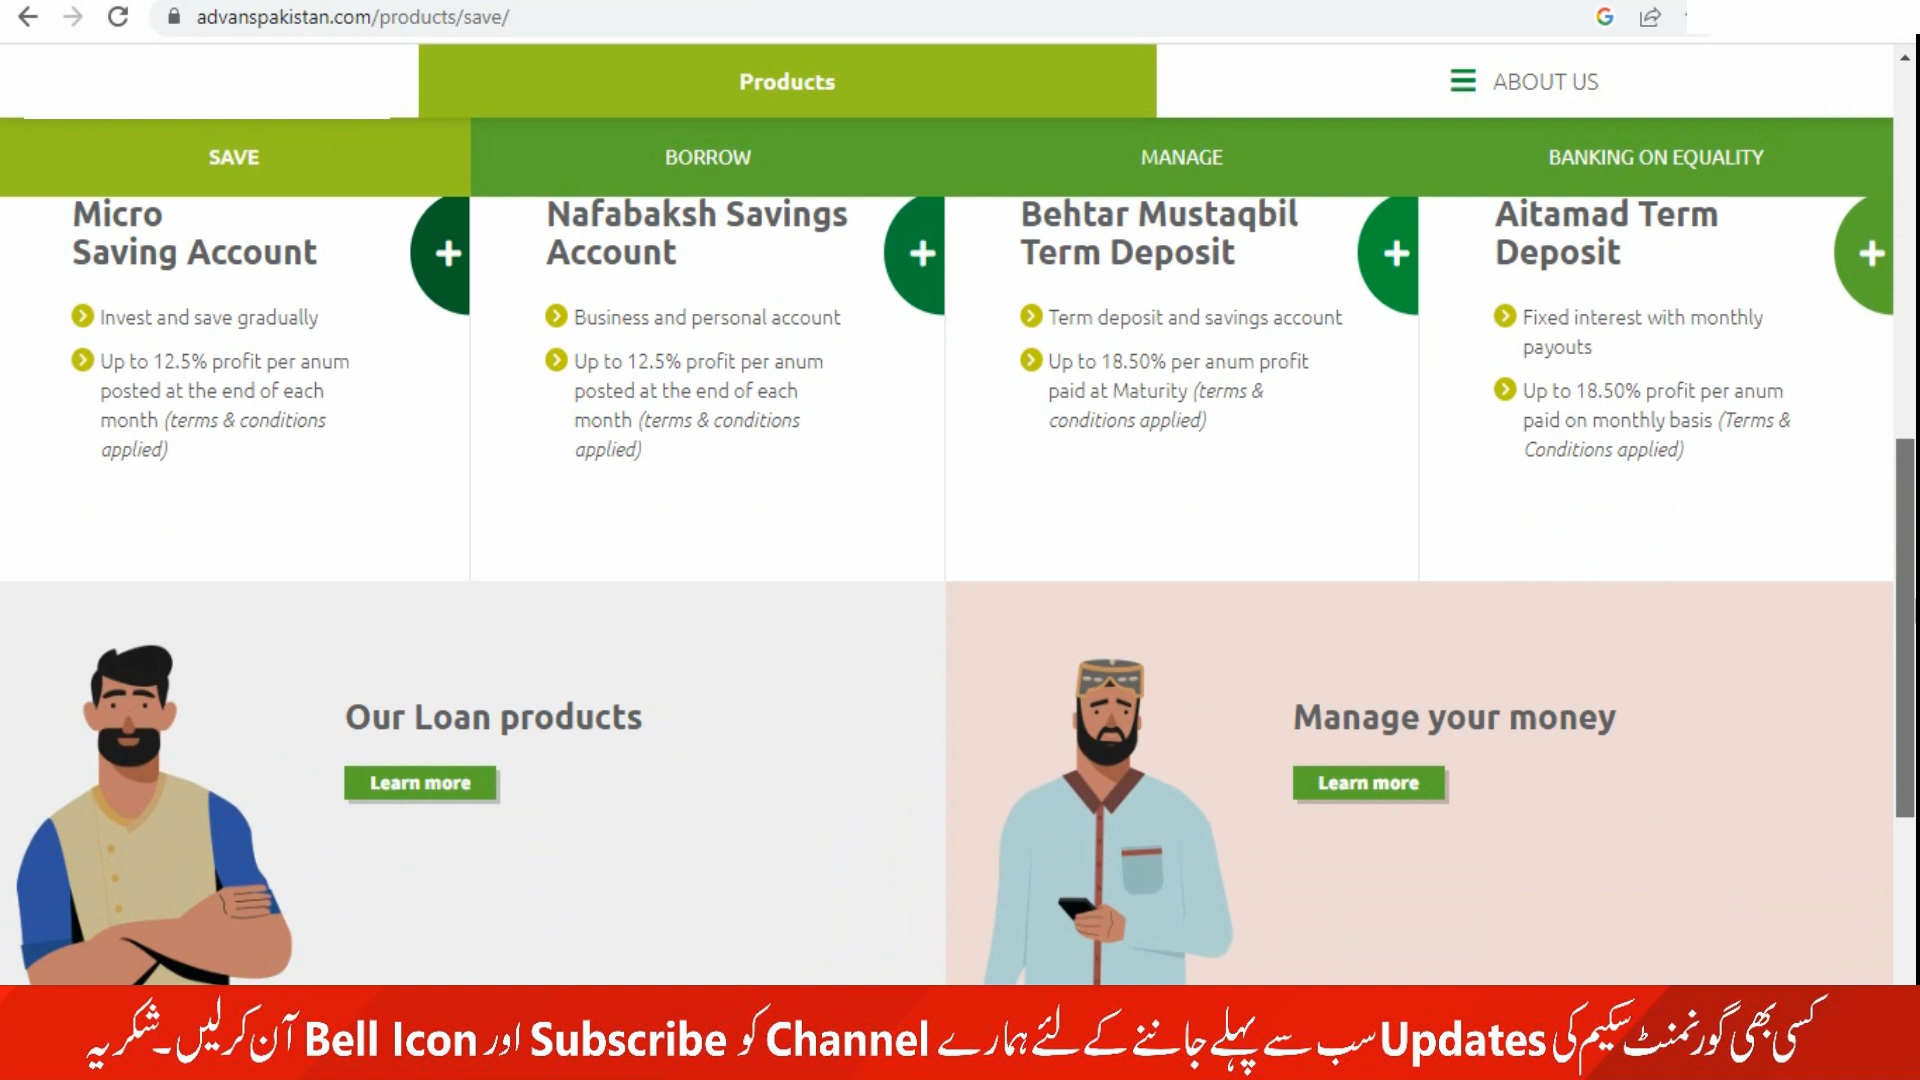 advanspakistan.com/products/save/
Products
ABOUT US
SAVE
BORROW
MANAGE
BANKING ON EQUALITY
Micro
Saving Account
Invest and save gradually
Up to 12.5% profit per anum
posted at the end of each
month (terms & conditions
applied)
Nafabaksh Savings
Account
Business and personal account
Up to 12.5% profit per anum
posted at the end of each
month (terms & conditions
applied)
Behtar Mustaqbil
Term Deposit
Term deposit and savings account
Up to 18.50% per anum profit
paid at Maturity (terms &
conditions applied)
Aitamad Term
Deposit
Fixed interest with monthly
payouts
Up to 18.50% profit per anum
paid on monthly basis (Terms &
Conditions applied)
Our Loan products
Learn more
Manage your money
Learn more
کسی بھی گورنمنٹ سکیم کی Updates سب سے پہلے جاننے کے لئے ہمارے Channel کو Subscribe اور Bell Icon آن کر لیں۔ شکریہ